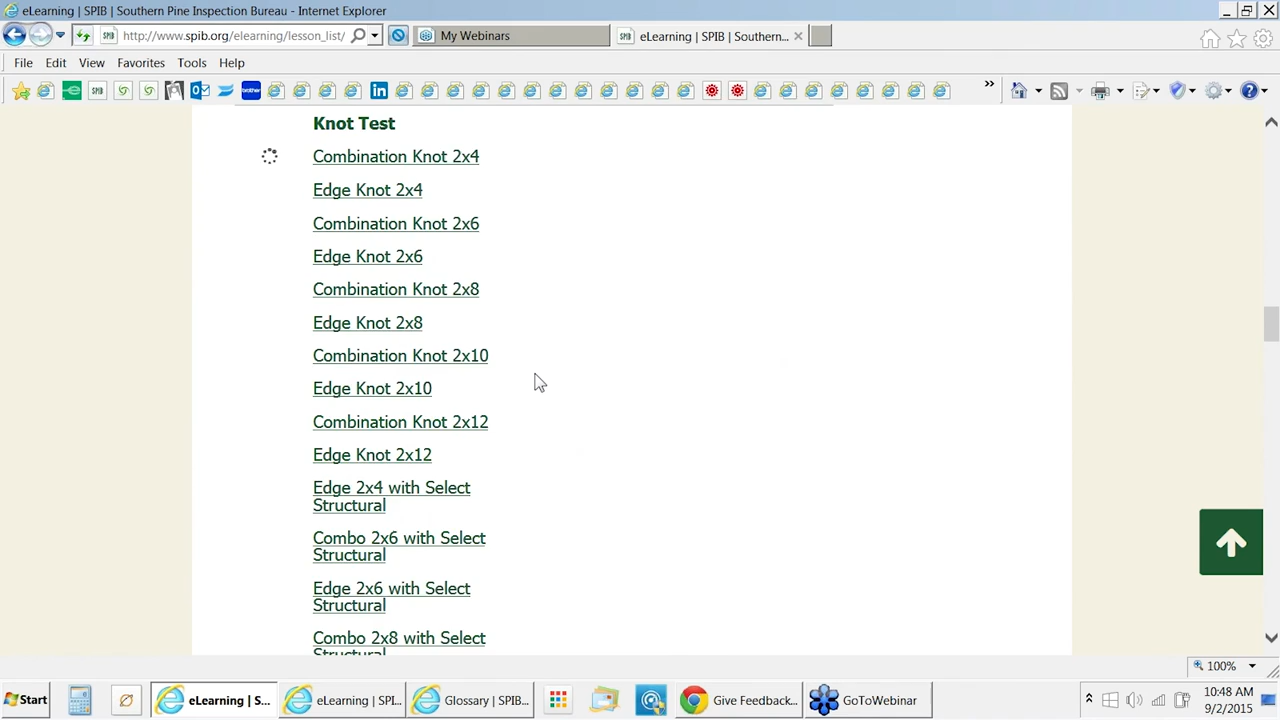 eLearning | SPIB | Southern Pine Inspection Bureau - Internet Explorer
http://www.spib.org/elearning/lesson_list/
My Webinars
eLearning | SPIB | Southern...
File Edit View Favorites Tools Help
SPIB
brother
Knot Test
Combination Knot 2x4
Edge Knot 2x4
Combination Knot 2x6
Edge Knot 2x6
Combination Knot 2x8
Edge Knot 2x8
Combination Knot 2x10
Edge Knot 2x10
Combination Knot 2x12
Edge Knot 2x12
Edge 2x4 with Select
Structural
Combo 2x6 with Select
Structural
Edge 2x6 with Select
Structural
Combo 2x8 with Select
Structural
100%
Start
eLearning | S...
eLearning | SPI...
Glossary | SPIB...
Give Feedback...
GoToWebinar
10:48 AM
9/2/2015